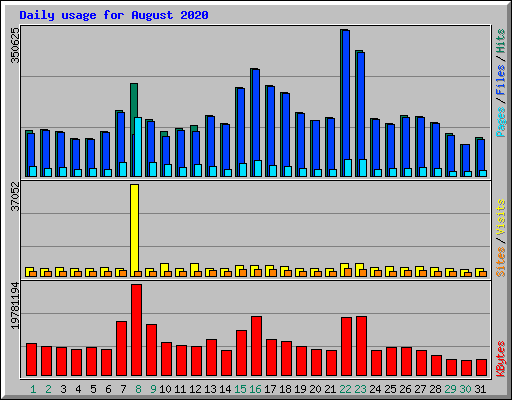 Daily usage for August 2020
350625
Pages / Files / Hits
37052
Sites / Visits
19781194
KBytes
1 2 3 4 5 6 7 8 9 10 11 12 13 14 15 16 17 18 19 20 21 22 23 24 25 26 27 28 29 30 31